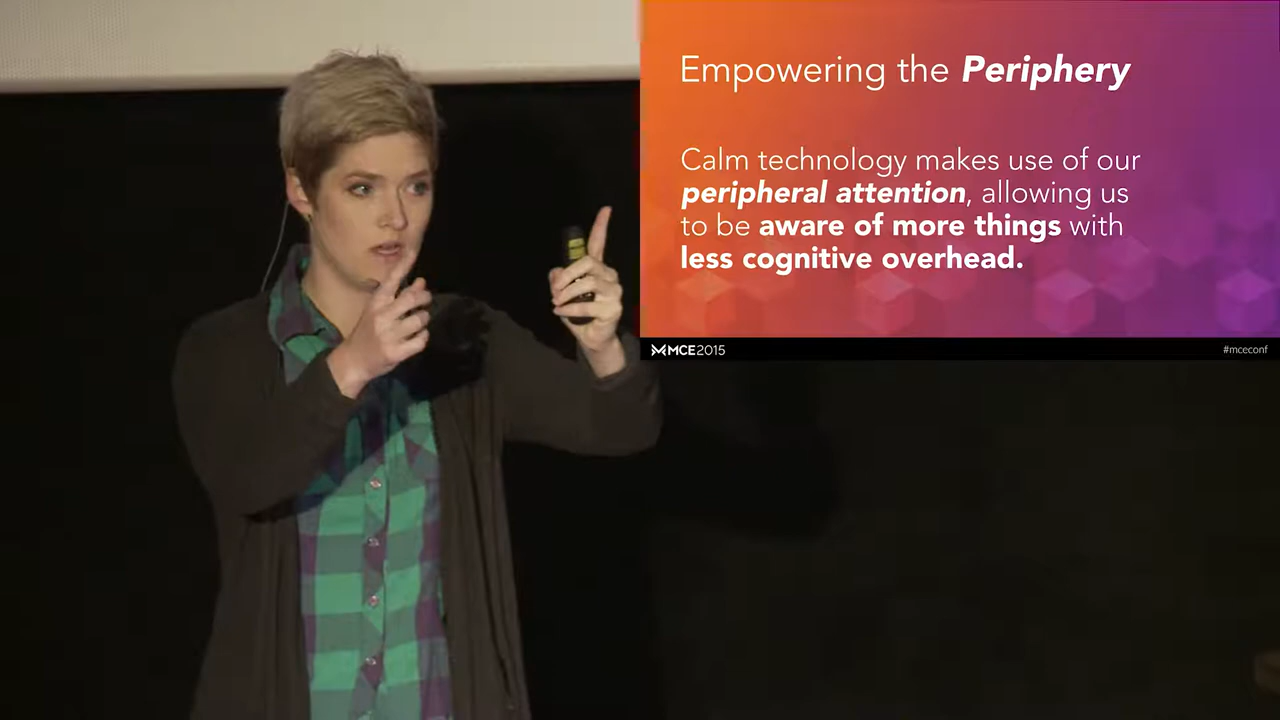 Empowering the Periphery
Calm technology makes use of our
peripheral attention, allowing us
to be aware of more things with
less cognitive overhead.
MCE2015
#mceconf